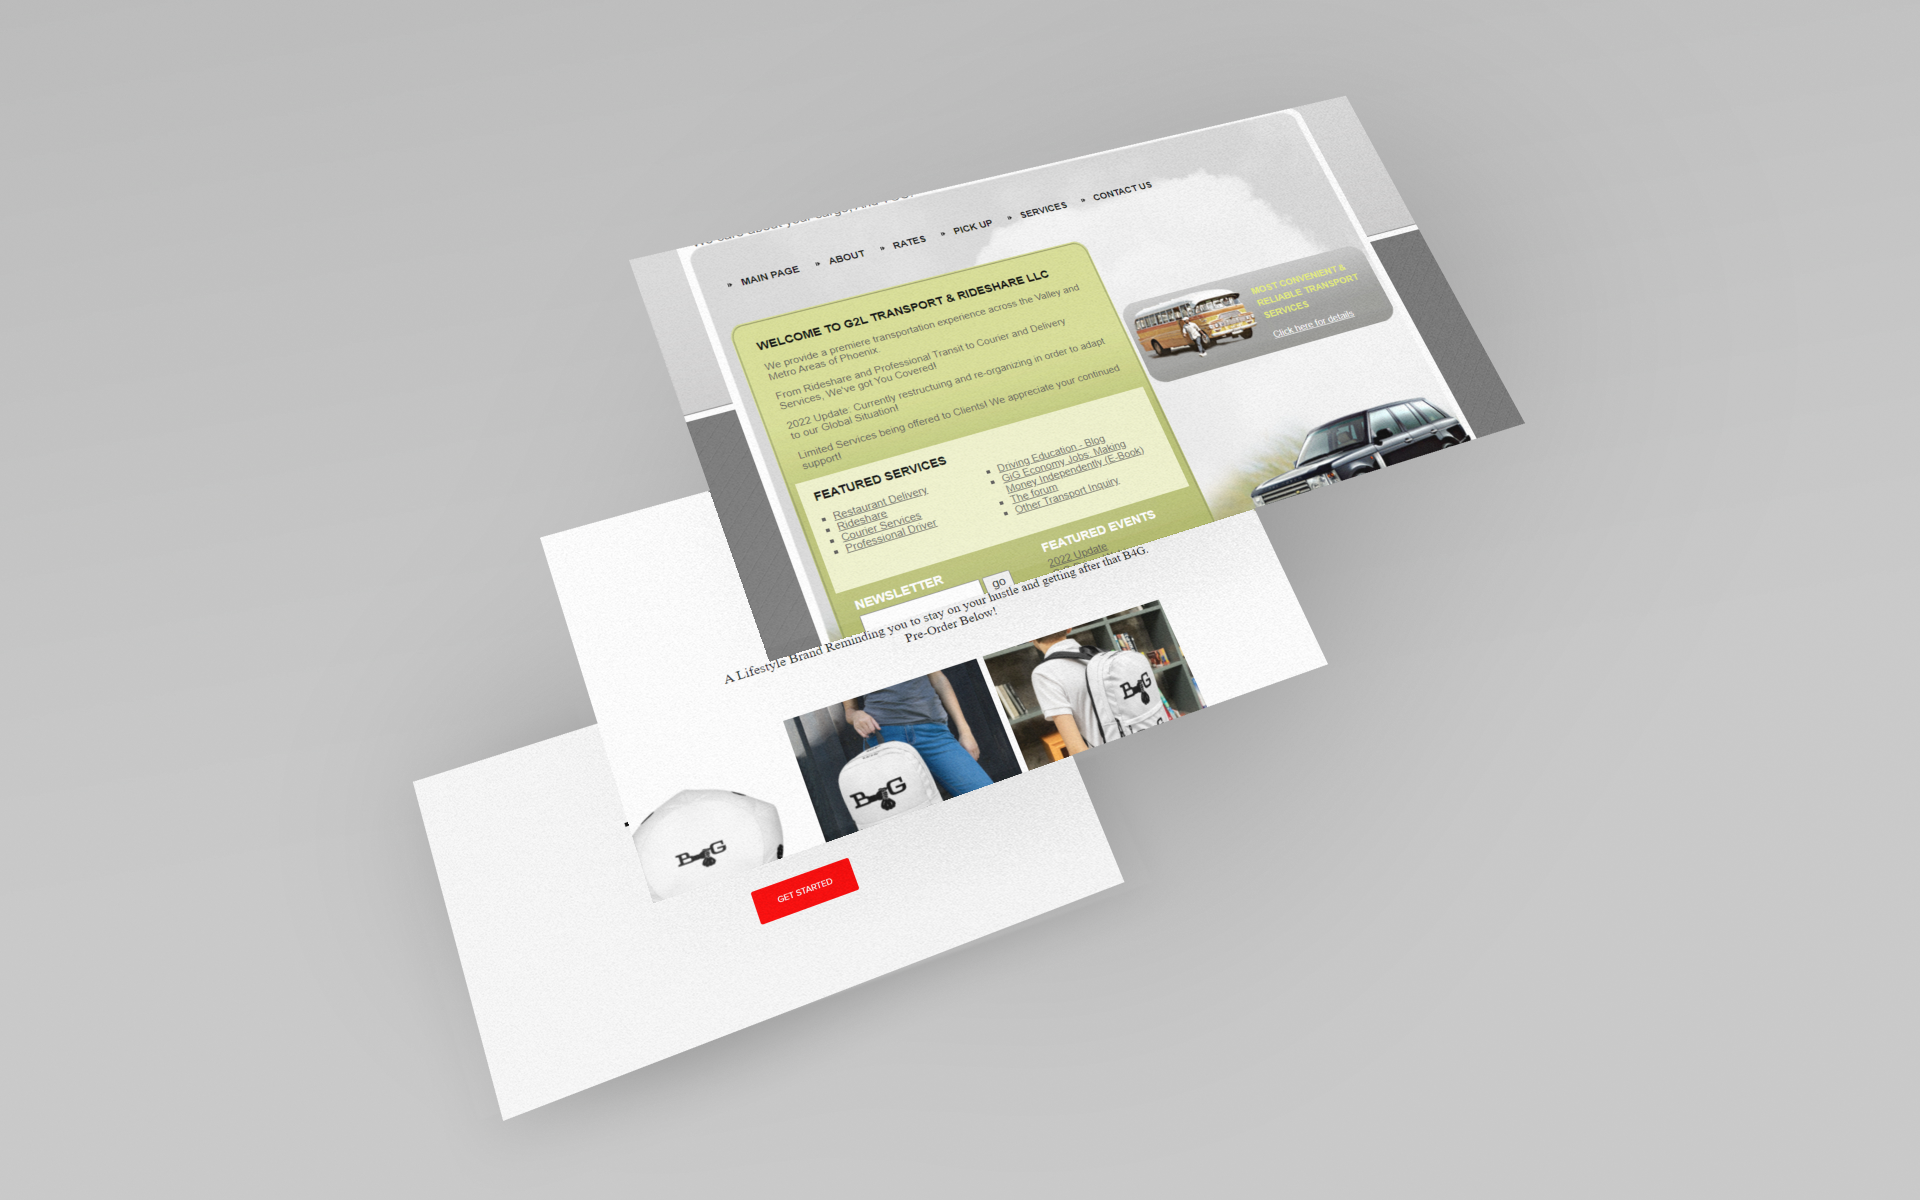 » MAIN PAGE » ABOUT » RATES » PICK UP » SERVICES » CONTACT US
WELCOME TO G2L TRANSPORT & RIDESHARE LLC
We provide a premiere transportation experience across the Valley and
Metro Areas of Phoenix.
From Rideshare and Professional Transit to Courier and Delivery
Services, We've got You Covered!
2022 Update: Currently restructuing and re-organizing in order to adapt
to our Global Situation!
Limited Services being offered to Clients! We appreciate your continued
support!
MOST CONVENIENT &
RELIABLE TRANSPORT
SERVICES
Click here for details
FEATURED SERVICES
Restaurant Delivery
Rideshare
Courier Services
Professional Driver
Driving Education - Blog
GiG Economy Jobs: Making
Money Independently (E-Book)
The forum
Other Transport Inquiry
NEWSLETTER
go
FEATURED EVENTS
2022 Update
A Lifestyle Brand Reminding you to stay on your hustle and getting after that B4G.
Pre-Order Below!
B4G
B4G
B4G
GET STARTED